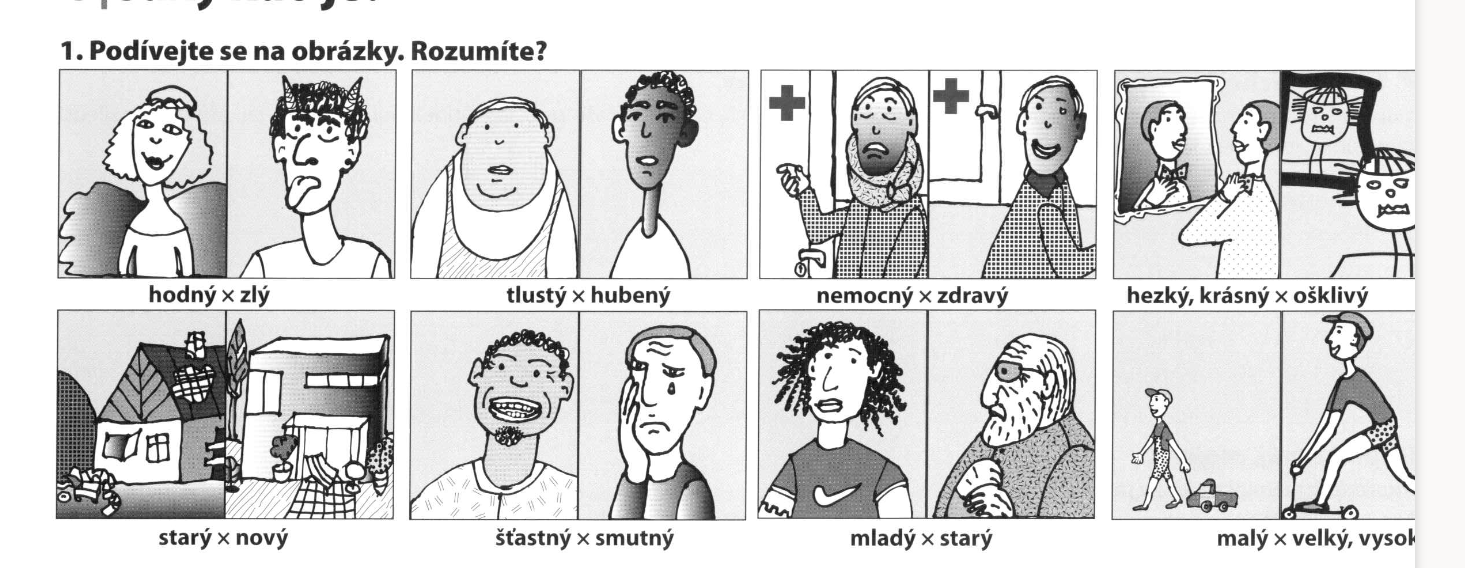 1. Podívejte se na obrázky. Rozumíte?
hodný × zlý
tlustý × hubený
nemocný × zdravý
hezký, krásný × ošklivý
starý × nový
šťastný × smutný
mladý × starý
malý × velký, vysok